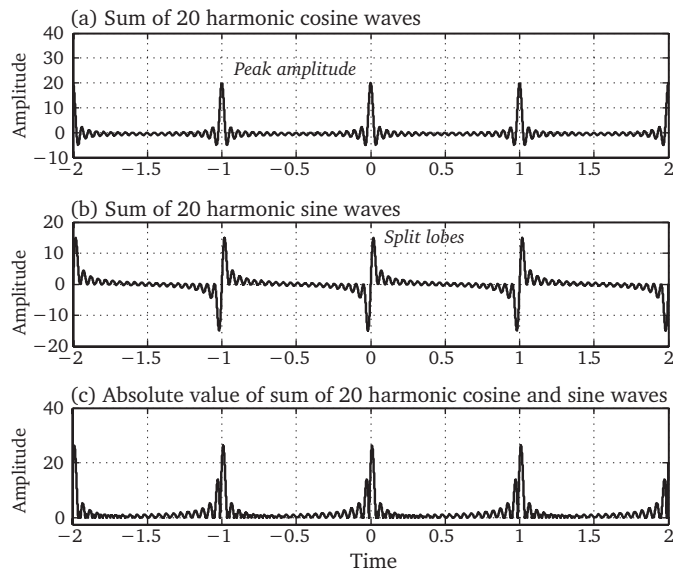 (a) Sum of 20 harmonic cosine waves
40
30
20
10
0
−10
Amplitude
Peak amplitude
−2 −1.5 −1 −0.5 0 0.5 1 1.5 2
(b) Sum of 20 harmonic sine waves
20
10
0
−10
−20
Amplitude
Split lobes
−2 −1.5 −1 −0.5 0 0.5 1 1.5 2
(c) Absolute value of sum of 20 harmonic cosine and sine waves
40
20
0
Amplitude
−2 −1.5 −1 −0.5 0 0.5 1 1.5 2
Time